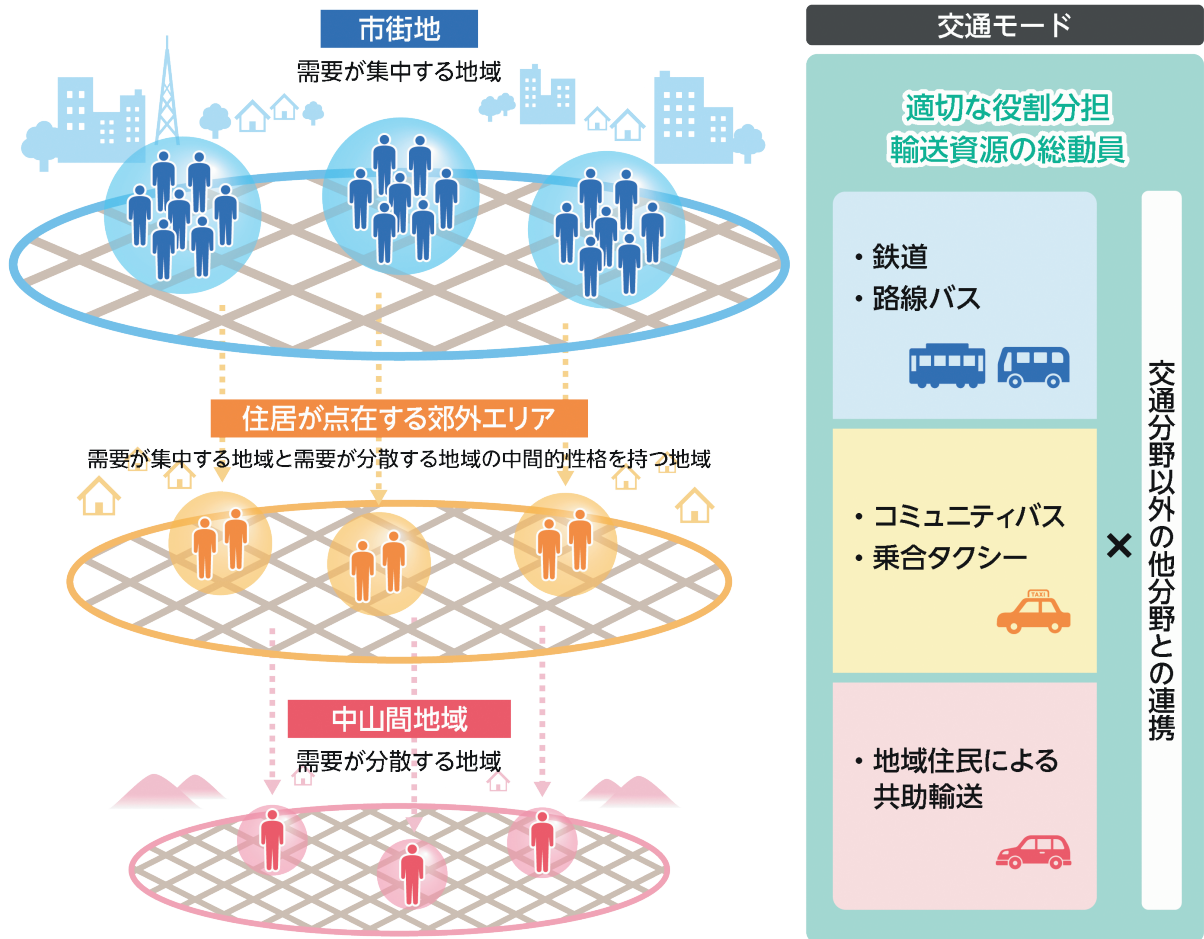 市街地
需要が集中する地域
住居が点在する郊外エリア
需要が集中する地域と需要が分散する地域の中間的性格を持つ地域
中山間地域
需要が分散する地域
交通モード
適切な役割分担
輸送資源の総動員
・鉄道
・路線バス
・コミュニティバス
・乗合タクシー
TAXI
・地域住民による
共助輸送
×
交通分野以外の他分野との連携